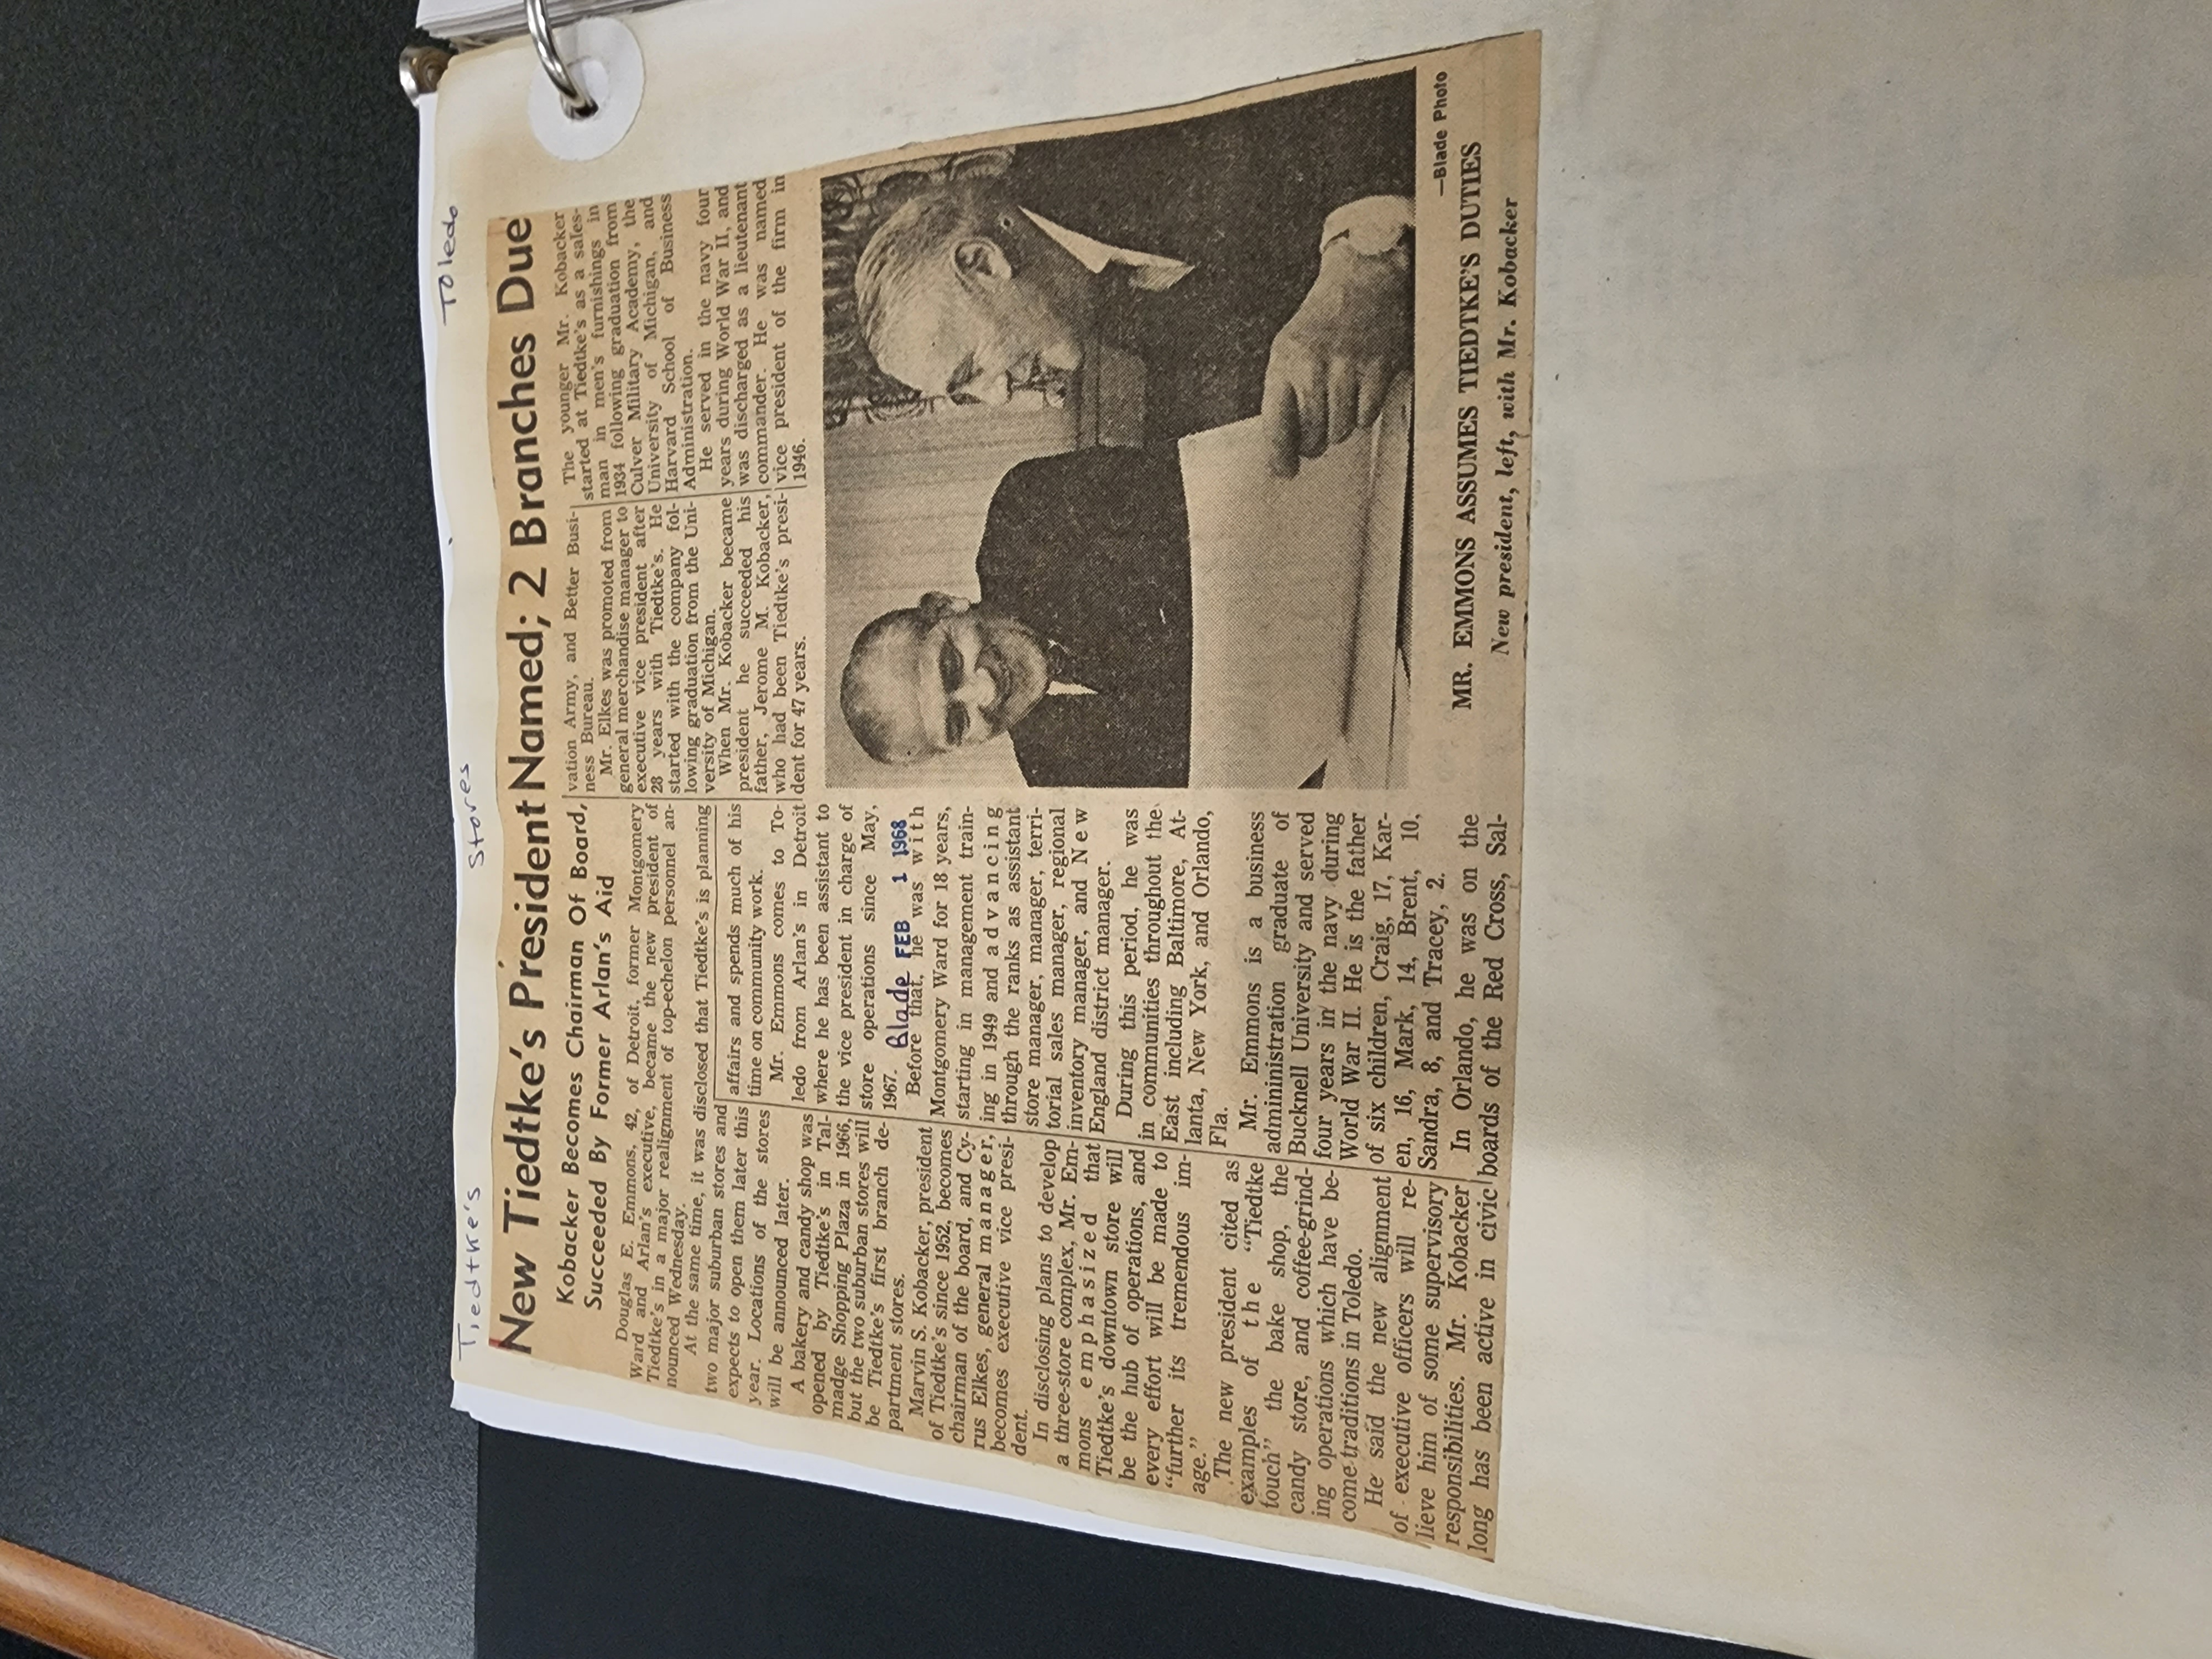 Tiedtke's Stores Toledo
New Tiedtke's President Named; 2 Branches Due
Kobacker Becomes Chairman Of Board,
Succeeded By Former Arlan's Aid
Douglas E. Emmons, 42, of Detroit, former Montgomery
Ward and Arlan's executive, became the new president of
Tiedtke's in a major realignment of top-echelon personnel an-
nounced Wednesday.
At the same time, it was disclosed that Tiedtke's is planning
two major suburban stores and
expects to open them later this
year. Locations of the stores
will be announced later.
A bakery and candy shop was
opened by Tiedtke's in Tal-
madge Shopping Plaza in 1966,
but the two suburban stores will
be Tiedtke's first branch de-
partment stores.
Marvin S. Kobacker, president
of Tiedtke's since 1952, becomes
chairman of the board, and Cy-
rus Elkes, general manager,
becomes executive vice presi-
dent.
In disclosing plans to develop
a three-store complex, Mr. Em-
mons emphasized that
Tiedtke's downtown store will
be the hub of operations, and
every effort will be made to
"further its tremendous im-
age."
The new president cited as
examples of the "Tiedtke
touch" the bake shop, the
candy store, and coffee-grind-
ing operations which have be-
come traditions in Toledo.
He said the new alignment
of executive officers will re-
lieve him of some supervisory
responsibilities. Mr. Kobacker
long has been active in civic
affairs and spends much of his
time on community work.
Mr. Emmons comes to To-
ledo from Arlan's in Detroit
where he has been assistant to
the vice president in charge of
store operations since May,
1967.
Blade FEB 1 1968
Before that, he was with
Montgomery Ward for 18 years,
starting in management train-
ing in 1949 and advancing
through the ranks as assistant
store manager, manager, terri-
torial sales manager, regional
inventory manager, and New
England district manager.
During this period, he was
in communities throughout the
East including Baltimore, At-
lanta, New York, and Orlando,
Fla.
Mr. Emmons is a business
admininistration graduate of
Bucknell University and served
four years in the navy during
World War II. He is the father
of six children, Craig, 17, Kar-
en, 16, Mark, 14, Brent, 10,
Sandra, 8, and Tracey, 2.
In Orlando, he was on the
boards of the Red Cross, Sal-
vation Army, and Better Busi-
ness Bureau.
Mr. Elkes was promoted from
general merchandise manager to
executive vice president after
28 years with Tiedtke's. He
started with the company fol-
lowing graduation from the Uni-
versity of Michigan.
When Mr. Kobacker became
president he succeeded his
father, Jerome M. Kobacker,
who had been Tiedtke's presi-
dent for 47 years.
The younger Mr. Kobacker
started at Tiedtke's as a sales-
man in men's furnishings in
1934 following graduation from
Culver Military Academy, the
University of Michigan, and
Harvard School of Business
Administration.
He served in the navy four
years during World War II, and
was discharged as a lieutenant
commander. He was named
vice president of the firm in
1946.
—Blade Photo
MR. EMMONS ASSUMES TIEDTKE'S DUTIES
New president, left, with Mr. Kobacker